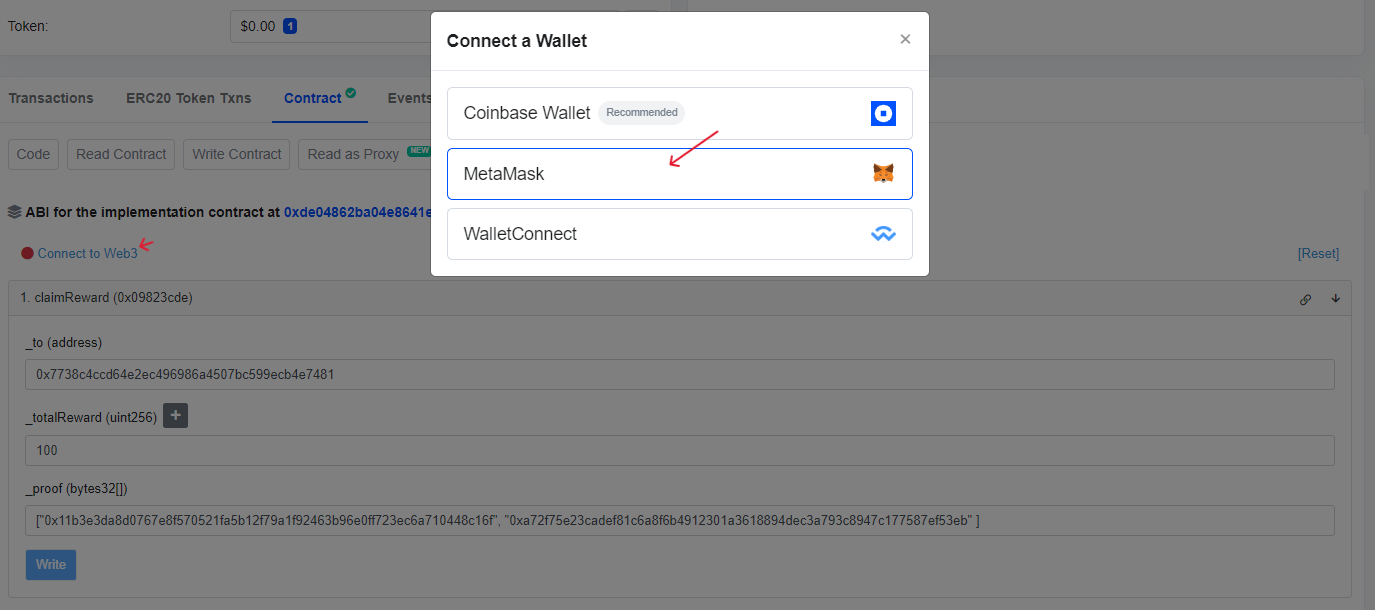 Token:
$0.00 1
Connect a Wallet
×
Coinbase Wallet Recommended
MetaMask
WalletConnect
Transactions ERC20 Token Txns Contract Events
Code Read Contract Write Contract Read as Proxy NEW
ABI for the implementation contract at 0xde04862ba04e8641e
Connect to Web3
[Reset]
1. claimReward (0x09823cde)
_to (address)
0x7738c4ccd64e2ec496986a4507bc599ecb4e7481
_totalReward (uint256) +
100
_proof (bytes32[])
["0x11b3e3da8d0767e8f570521fa5b12f79a1f92463b96e0ff723ec6a710448c16f", "0xa72f75e23cadef81c6a8f6b4912301a3618894dec3a793c8947c177587ef53eb" ]
Write